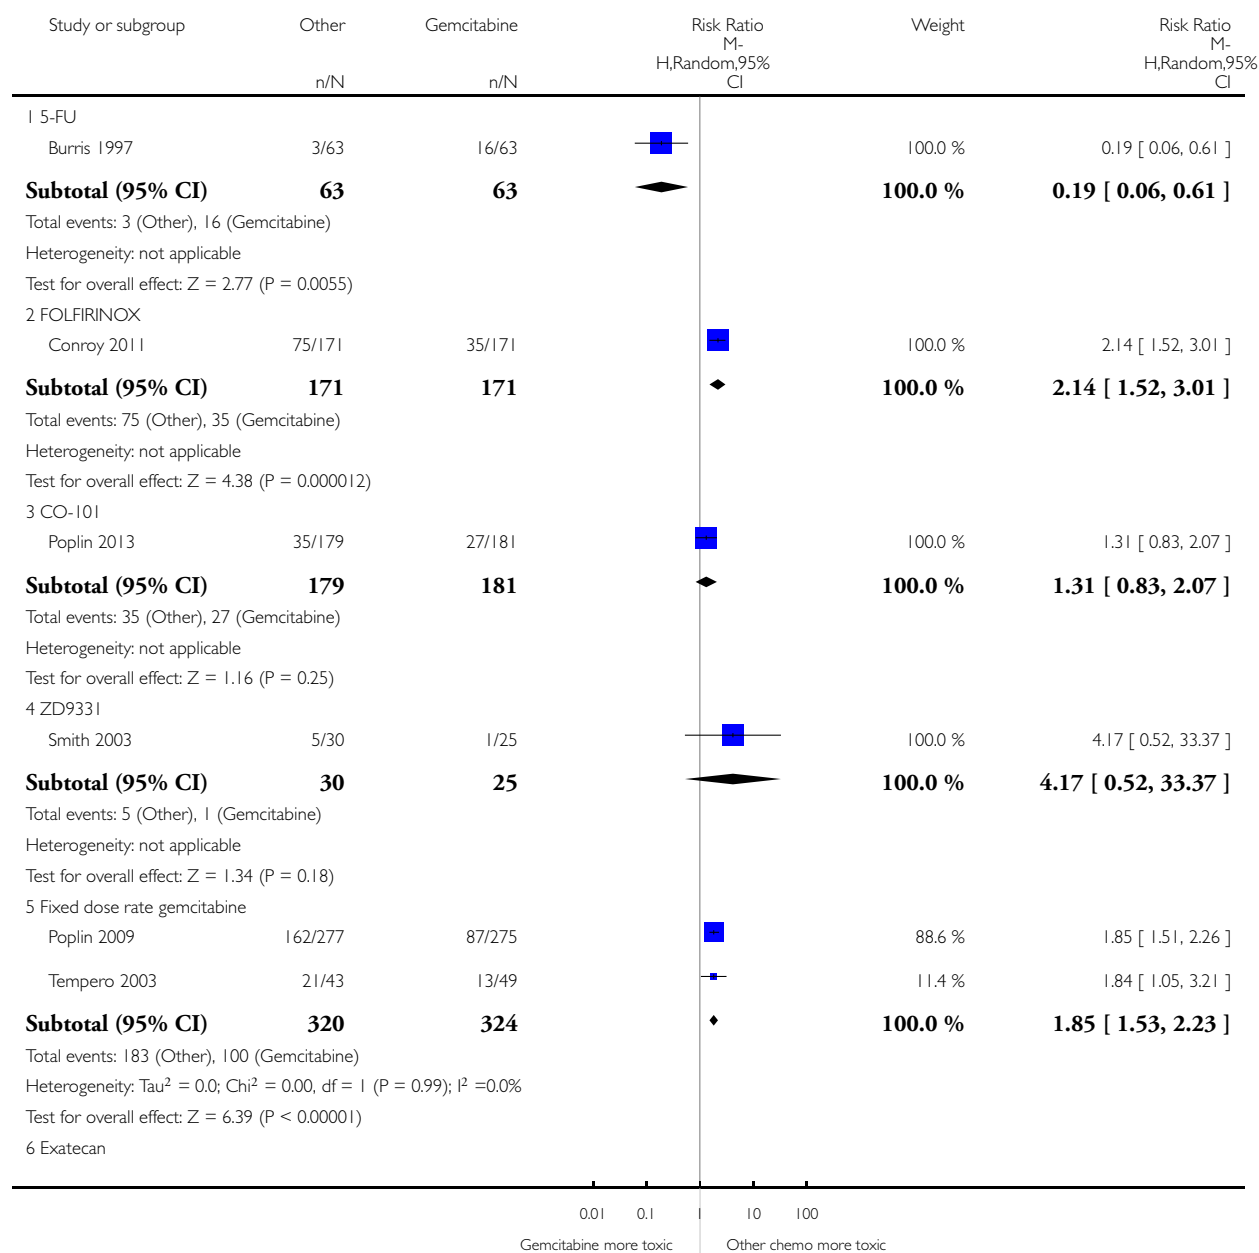 Study or subgroup Other Gemcitabine Risk Ratio Weight Risk Ratio
M- M-
H,Random,95% H,Random,95%
n/N n/N CI CI
1 5-FU
Burris 1997 3/63 16/63 100.0 % 0.19 [ 0.06, 0.61 ]
Subtotal (95% CI) 63 63 100.0 % 0.19 [ 0.06, 0.61 ]
Total events: 3 (Other), 16 (Gemcitabine)
Heterogeneity: not applicable
Test for overall effect: Z = 2.77 (P = 0.0055)
2 FOLFIRINOX
Conroy 2011 75/171 35/171 100.0 % 2.14 [ 1.52, 3.01 ]
Subtotal (95% CI) 171 171 100.0 % 2.14 [ 1.52, 3.01 ]
Total events: 75 (Other), 35 (Gemcitabine)
Heterogeneity: not applicable
Test for overall effect: Z = 4.38 (P = 0.000012)
3 CO-101
Poplin 2013 35/179 27/181 100.0 % 1.31 [ 0.83, 2.07 ]
Subtotal (95% CI) 179 181 100.0 % 1.31 [ 0.83, 2.07 ]
Total events: 35 (Other), 27 (Gemcitabine)
Heterogeneity: not applicable
Test for overall effect: Z = 1.16 (P = 0.25)
4 ZD9331
Smith 2003 5/30 1/25 100.0 % 4.17 [ 0.52, 33.37 ]
Subtotal (95% CI) 30 25 100.0 % 4.17 [ 0.52, 33.37 ]
Total events: 5 (Other), 1 (Gemcitabine)
Heterogeneity: not applicable
Test for overall effect: Z = 1.34 (P = 0.18)
5 Fixed dose rate gemcitabine
Poplin 2009 162/277 87/275 88.6 % 1.85 [ 1.51, 2.26 ]
Tempero 2003 21/43 13/49 11.4 % 1.84 [ 1.05, 3.21 ]
Subtotal (95% CI) 320 324 100.0 % 1.85 [ 1.53, 2.23 ]
Total events: 183 (Other), 100 (Gemcitabine)
Heterogeneity: Tau² = 0.0; Chi² = 0.00, df = 1 (P = 0.99); I² =0.0%
Test for overall effect: Z = 6.39 (P < 0.00001)
6 Exatecan
0.01 0.1 1 10 100
Gemcitabine more toxic Other chemo more toxic